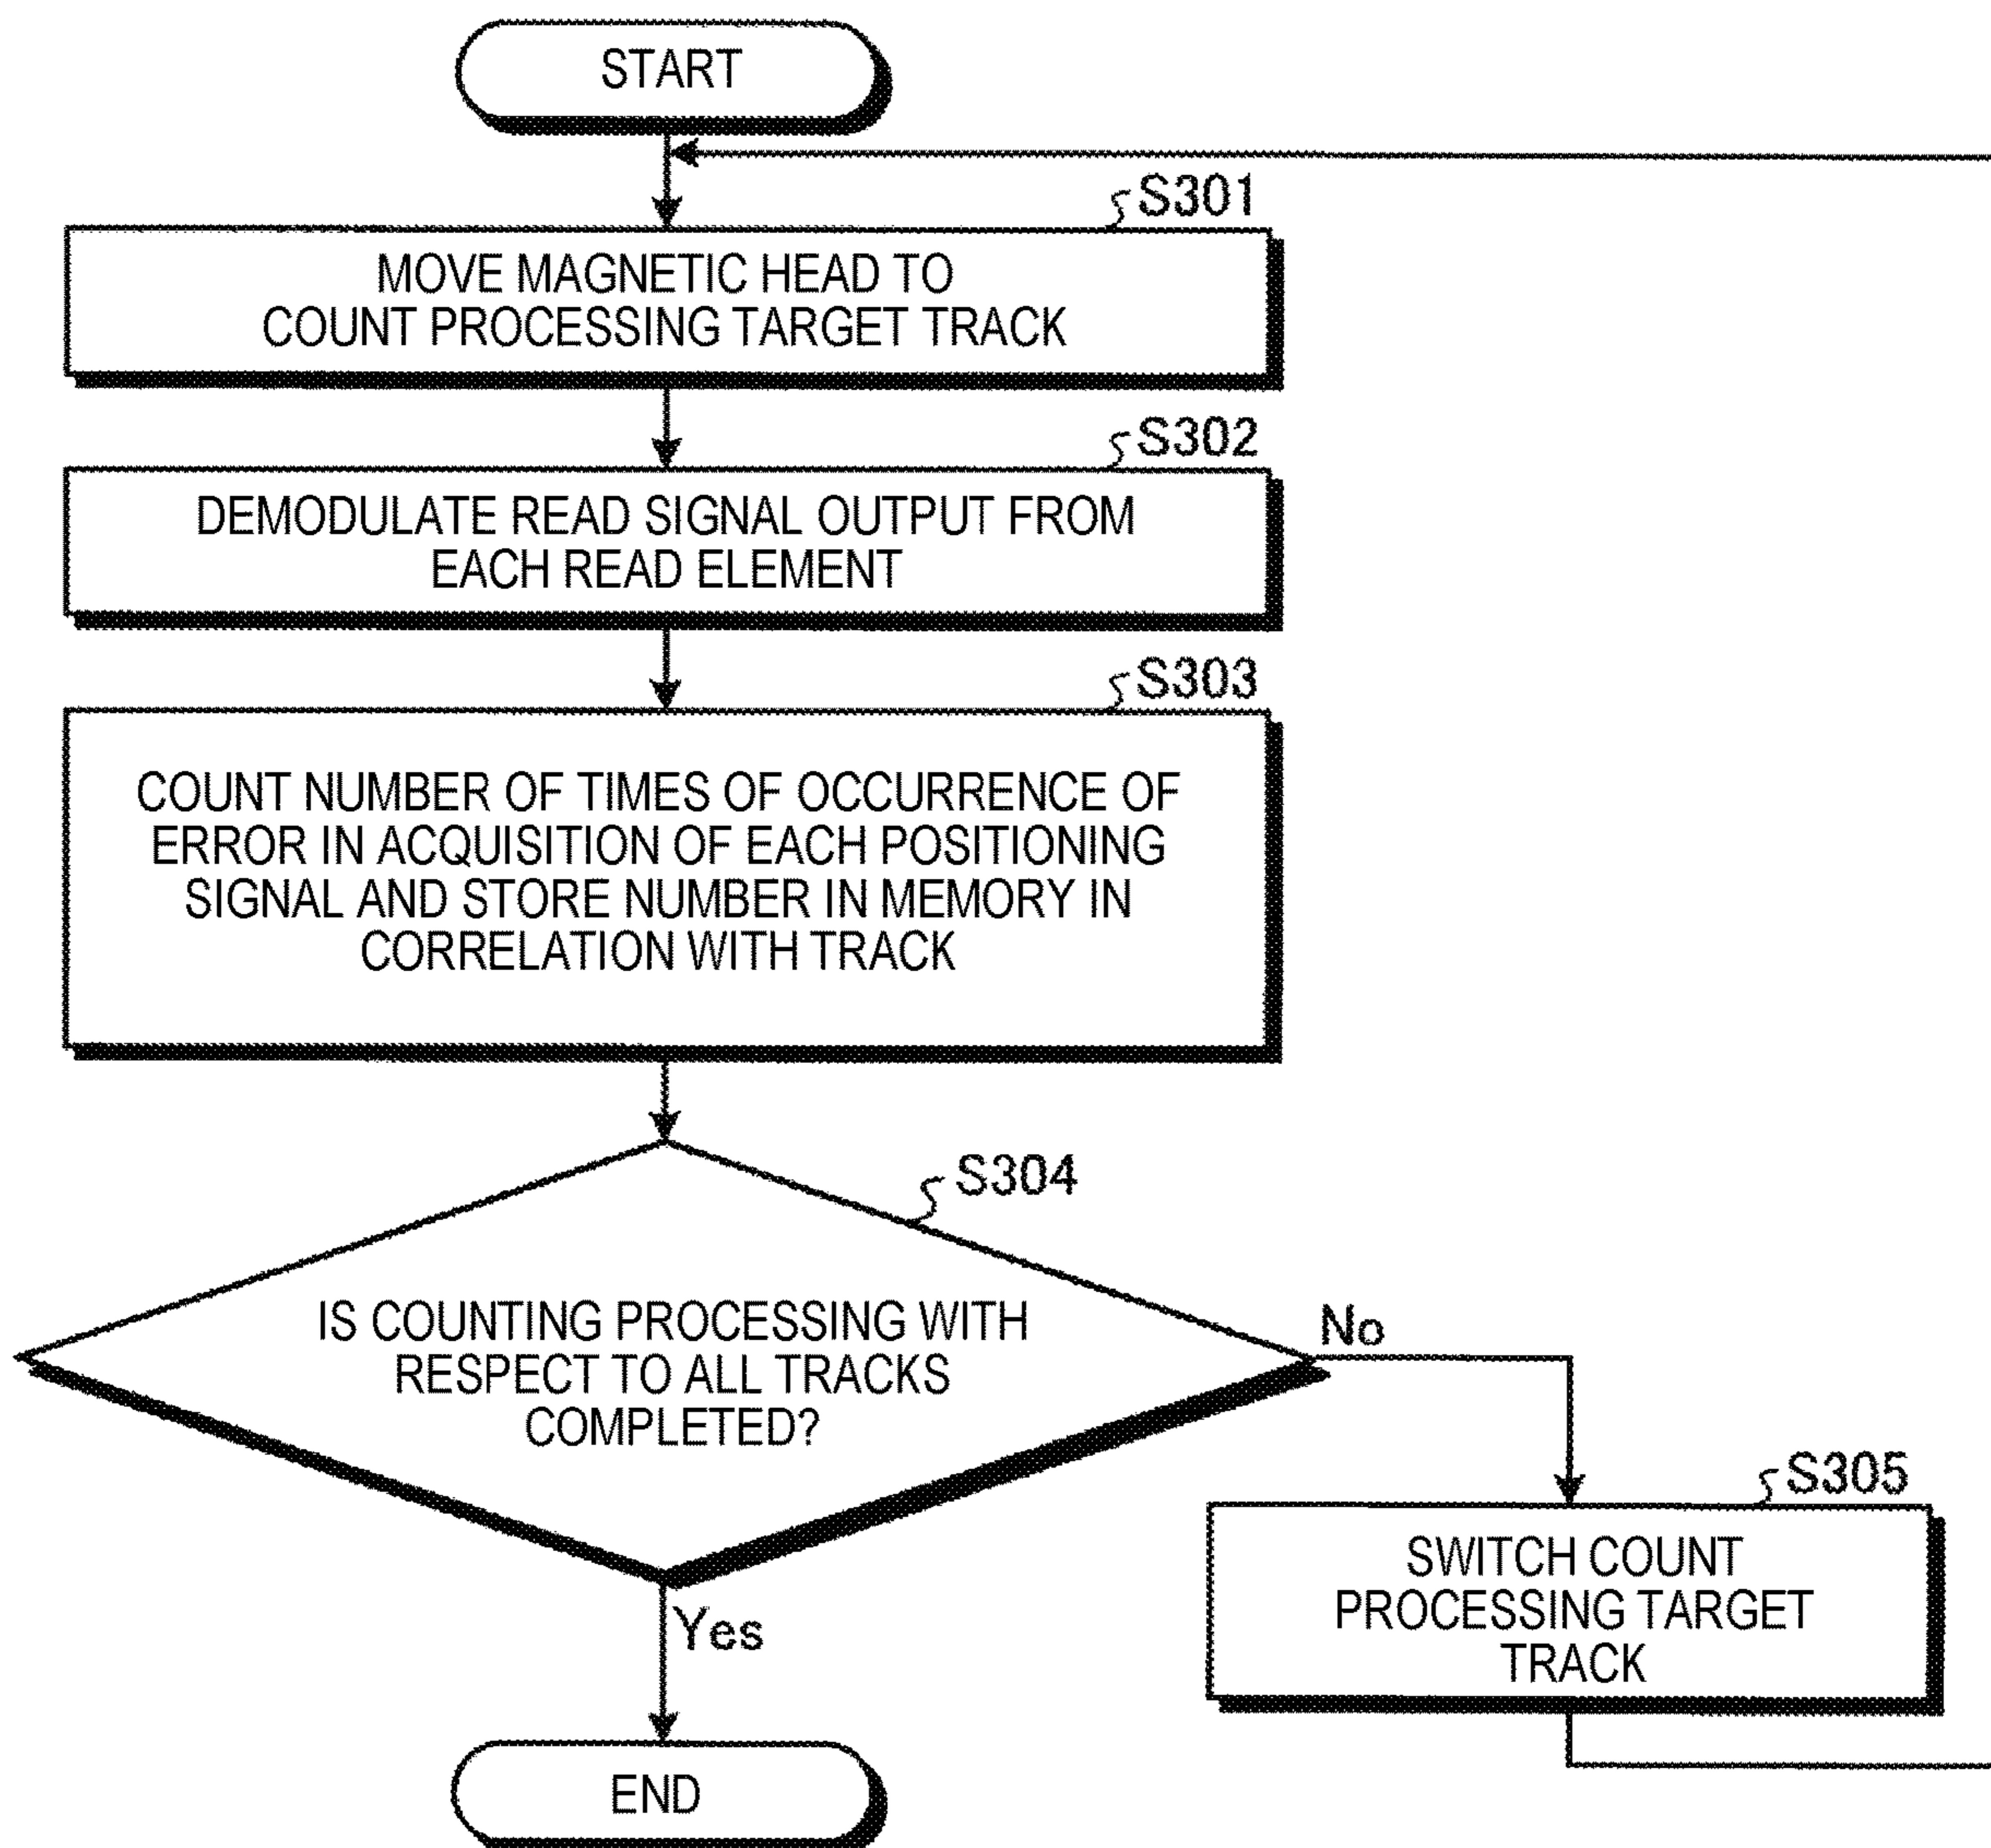 START
S301
MOVE MAGNETIC HEAD TO
COUNT PROCESSING TARGET TRACK
S302
DEMODULATE READ SIGNAL OUTPUT FROM
EACH READ ELEMENT
S303
COUNT NUMBER OF TIMES OF OCCURRENCE OF
ERROR IN ACQUISITION OF EACH POSITIONING
SIGNAL AND STORE NUMBER IN MEMORY IN
CORRELATION WITH TRACK
S304
IS COUNTING PROCESSING WITH
RESPECT TO ALL TRACKS
COMPLETED?
No
S305
SWITCH COUNT
PROCESSING TARGET
TRACK
Yes
END